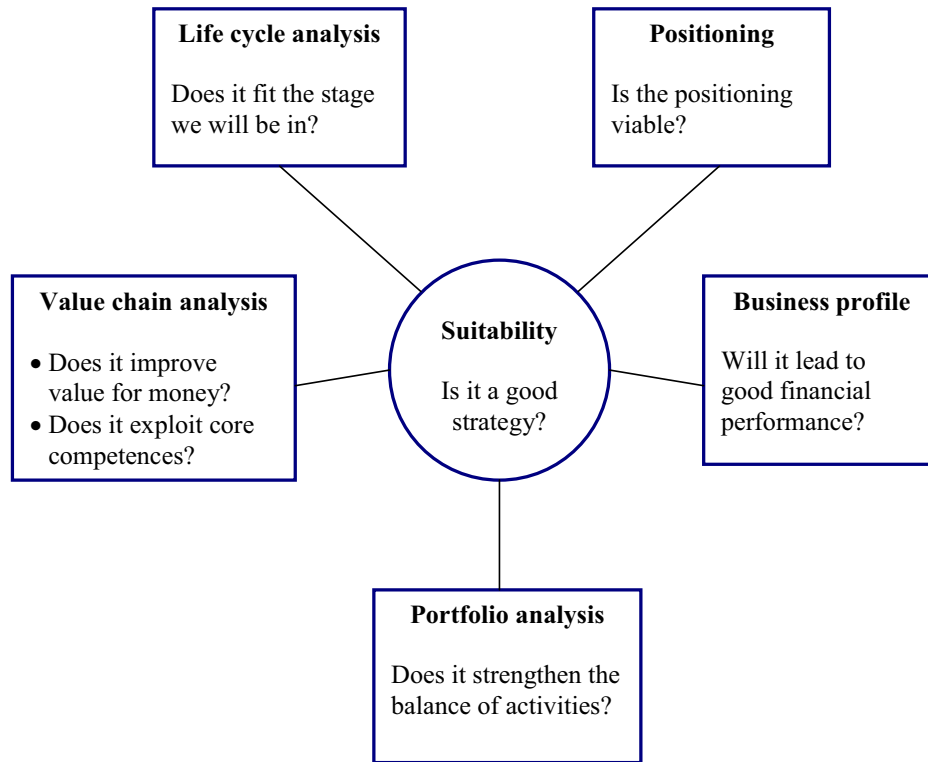 Life cycle analysis
Does it fit the stage
we will be in?
Positioning
Is the positioning
viable?
Value chain analysis
• Does it improve
value for money?
• Does it exploit core
competences?
Suitability
Is it a good
strategy?
Business profile
Will it lead to
good financial
performance?
Portfolio analysis
Does it strengthen the
balance of activities?